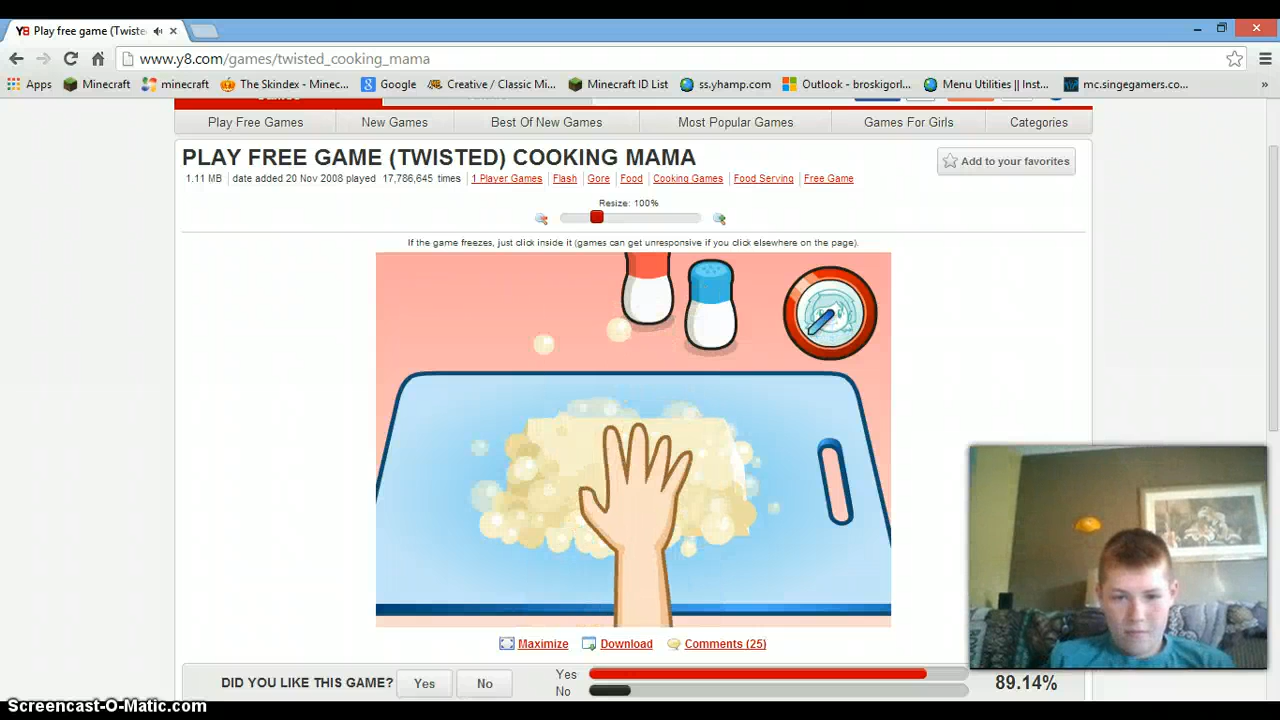 Y8 Play free game (Twiste
www.y8.com/games/twisted_cooking_mama
Apps Minecraft minecraft The Skindex - Minec... Google Creative / Classic Mi... Minecraft ID List ss.yhamp.com Outlook - broskigorl... Menu Utilities || Inst... mc.singegamers.co... »
Play Free Games New Games Best Of New Games Most Popular Games Games For Girls Categories
PLAY FREE GAME (TWISTED) COOKING MAMA
Add to your favorites
1.11 MB date added 20 Nov 2008 played 17,786,645 times 1 Player Games Flash Gore Food Cooking Games Food Serving Free Game
Resize: 100%
If the game freezes, just click inside it (games can get unresponsive if you click elsewhere on the page).
Maximize Download Comments (25)
DID YOU LIKE THIS GAME? Yes No
Yes
No
89.14%
Screencast-O-Matic.com